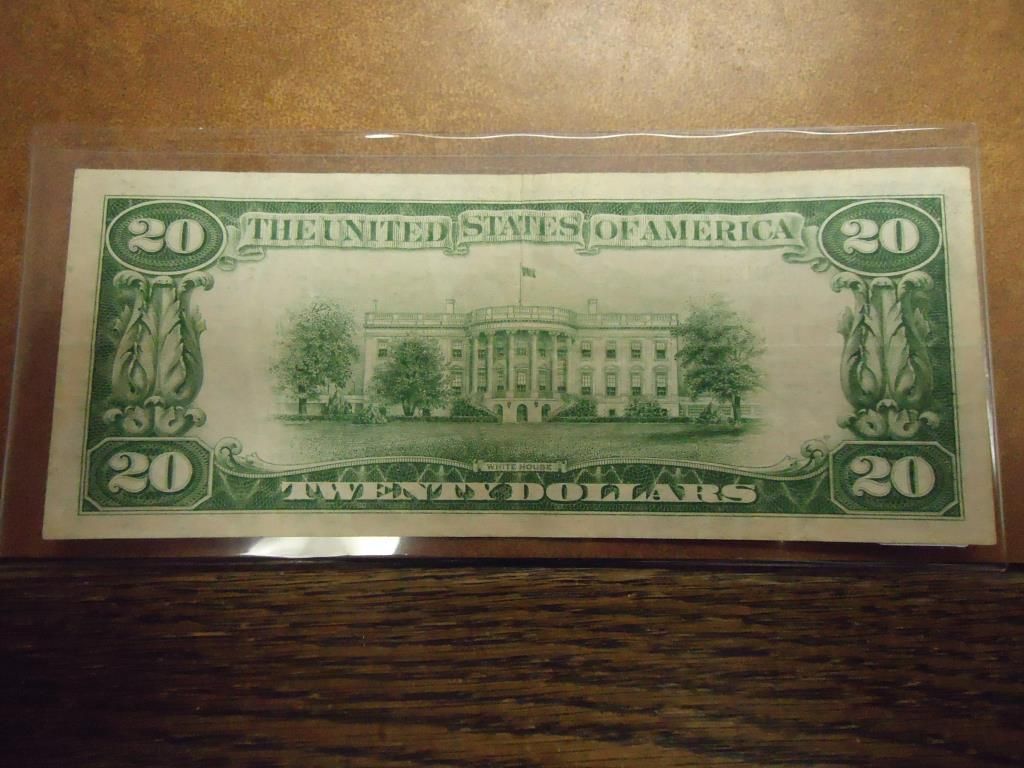 20 THE UNITED STATES OF AMERICA 20
WHITE HOUSE
20 TWENTY DOLLARS 20